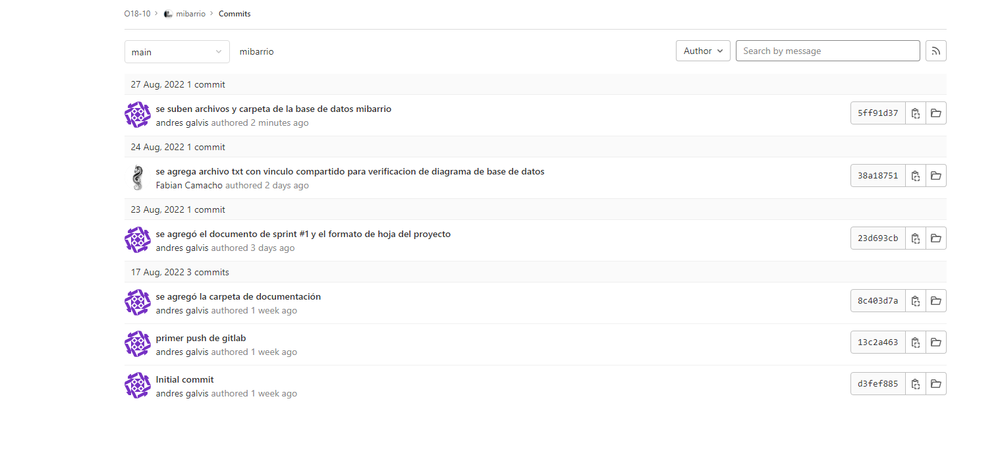 O18-10 › mibarrio › Commits
main mibarrio Author Search by message
27 Aug, 2022 1 commit
se suben archivos y carpeta de la base de datos mibarrio
andres galvis authored 2 minutes ago
5ff91d37
24 Aug, 2022 1 commit
se agrega archivo txt con vinculo compartido para verificacion de diagrama de base de datos
Fabian Camacho authored 2 days ago
38a18751
23 Aug, 2022 1 commit
se agregó el documento de sprint #1 y el formato de hoja del proyecto
andres galvis authored 3 days ago
23d693cb
17 Aug, 2022 3 commits
se agregó la carpeta de documentación
andres galvis authored 1 week ago
8c403d7a
primer push de gitlab
andres galvis authored 1 week ago
13c2a463
Initial commit
andres galvis authored 1 week ago
d3fef885